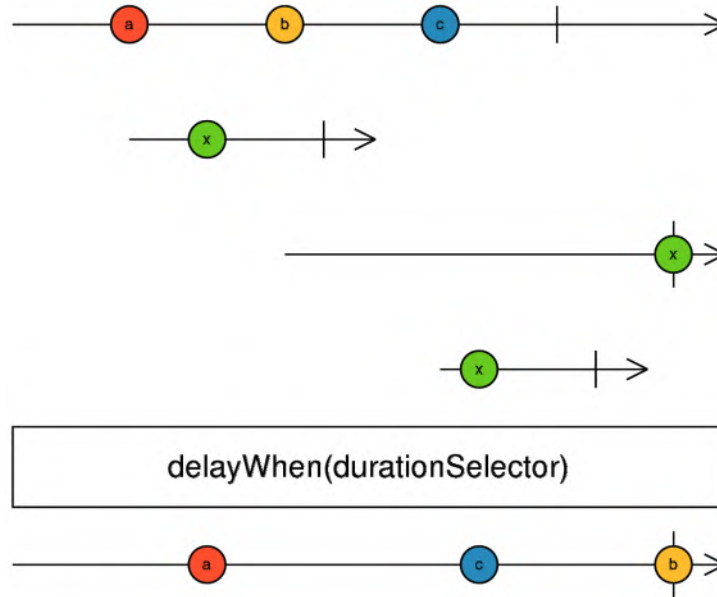 a b c
x
x
x
delayWhen(durationSelector)
a c b